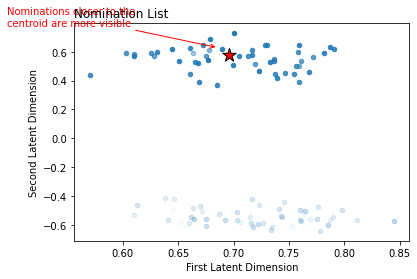 Nomination List
Nominations closer to the
centroid are more visible
0.6
0.4
0.2
0.0
−0.2
−0.4
−0.6
Second Latent Dimension
0.60 0.65 0.70 0.75 0.80 0.85
First Latent Dimension